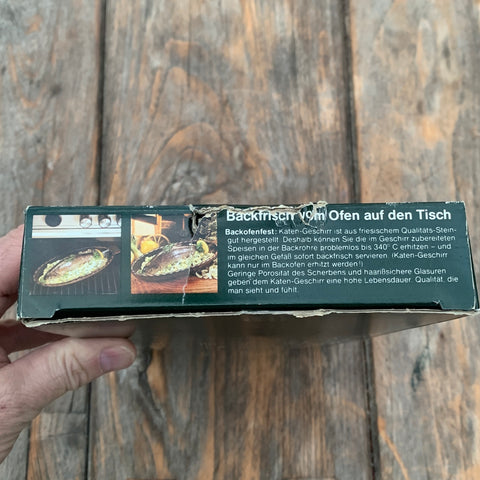 Backfrisch vom Ofen auf den Tisch
Backofenfest: Katen-Geschirr ist aus friesischem Qualitäts-Stein-
gut hergestellt. Deshalb können Sie die im Geschirr zubereiteten
Speisen in der Backröhre problemlos bis 340° C erhitzen – und
im gleichen Gefäß sofort backfrisch servieren. (Katen-Geschirr
kann nur im Backofen erhitzt werden!)
Geringe Porosität des Scherbens und haarrißsichere Glasuren
geben dem Katen-Geschirr eine hohe Lebensdauer. Qualität, die
man sieht und fühlt.